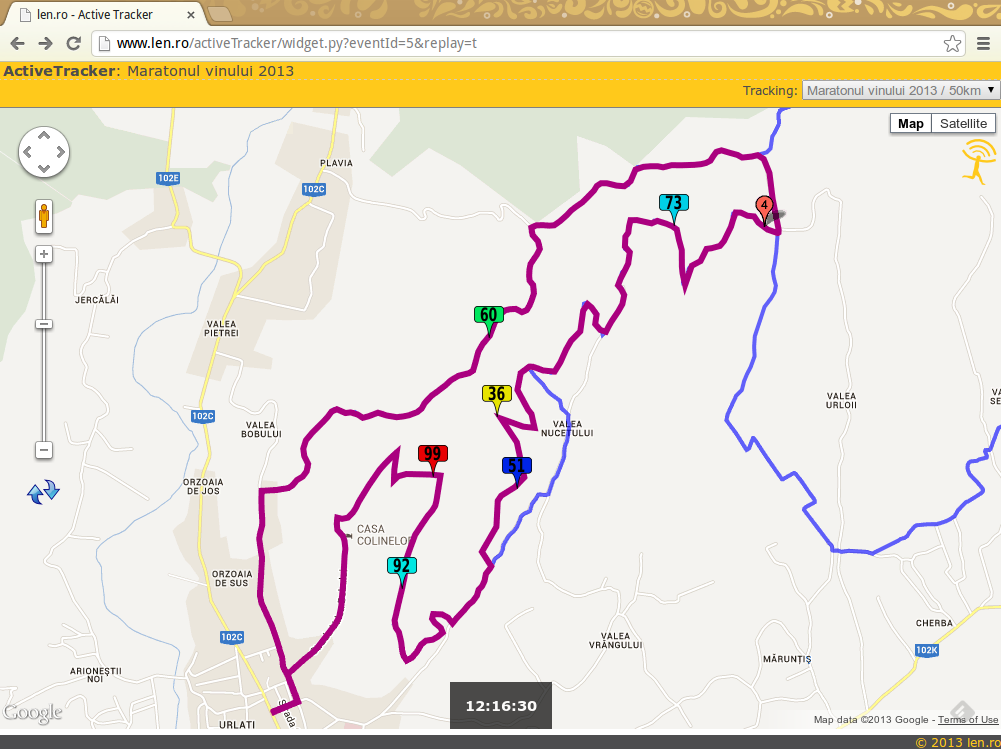 len.ro - Active Tracker
www.len.ro/activeTracker/widget.py?eventId=5&replay=t
ActiveTracker: Maratonul vinului 2013
Tracking: Maratonul vinului 2013 / 50km
Map Satellite
PLAVIA
102E
102C
73
4
JERCĂLĂI
60
VALEA
PIETREI
36
VALEA
URLOII
VA
SE
102C
VALEA
BOBULUI
VALEA
NUCETULUI
99
51
ORZOAIA
DE JOS
CASA
COLINELOR
92
ORZOAIA
DE SUS
102C
CHERBA
VALEA
VRÂNGULUI
102K
MĂRUNȚIȘ
ARIONEȘTII
NOI
Strada
12:16:30
Google
URLATI
Map data ©2013 Google - Terms of Use
© 2013 len.ro